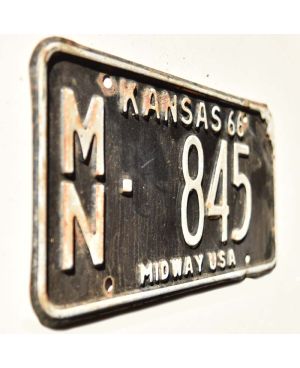 KANSAS 66
MN - 845
MIDWAY USA